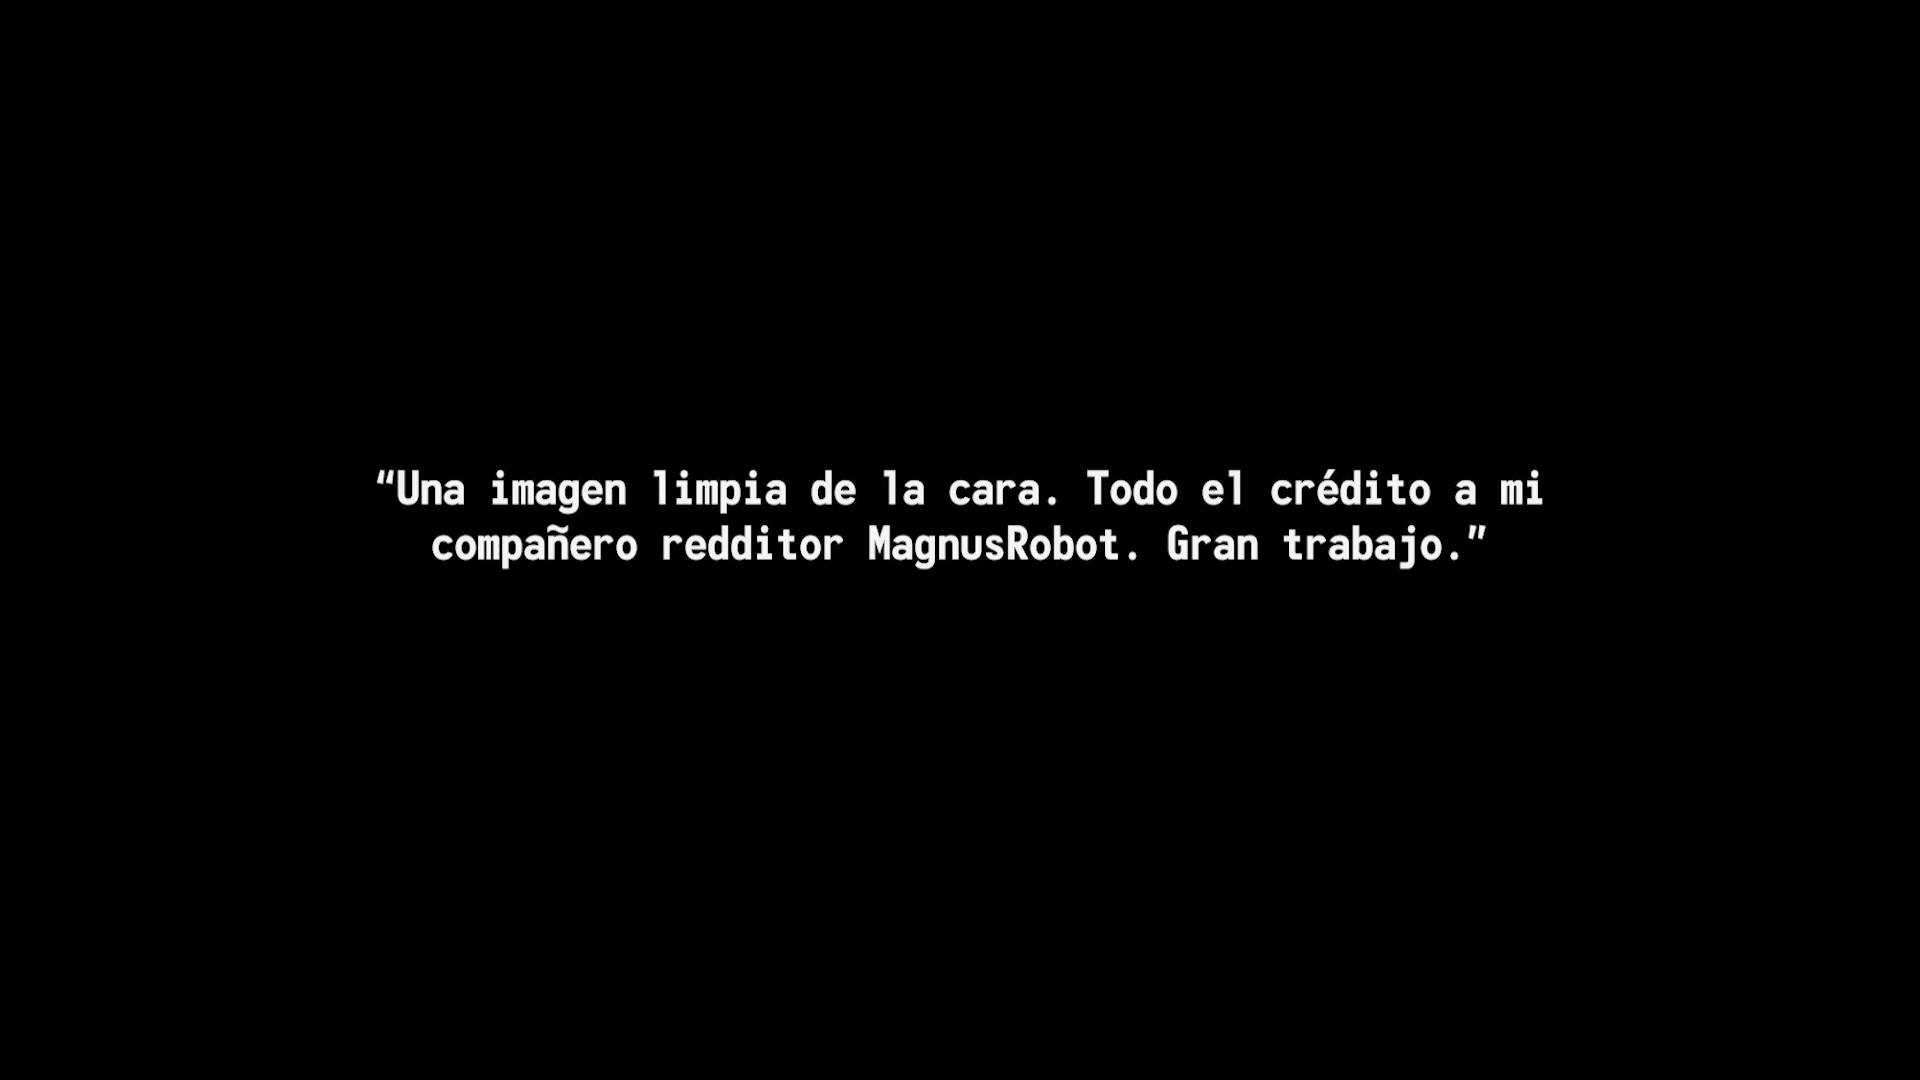 “Una imagen limpia de la cara. Todo el crédito a mi
compañero redditor MagnusRobot. Gran trabajo.”